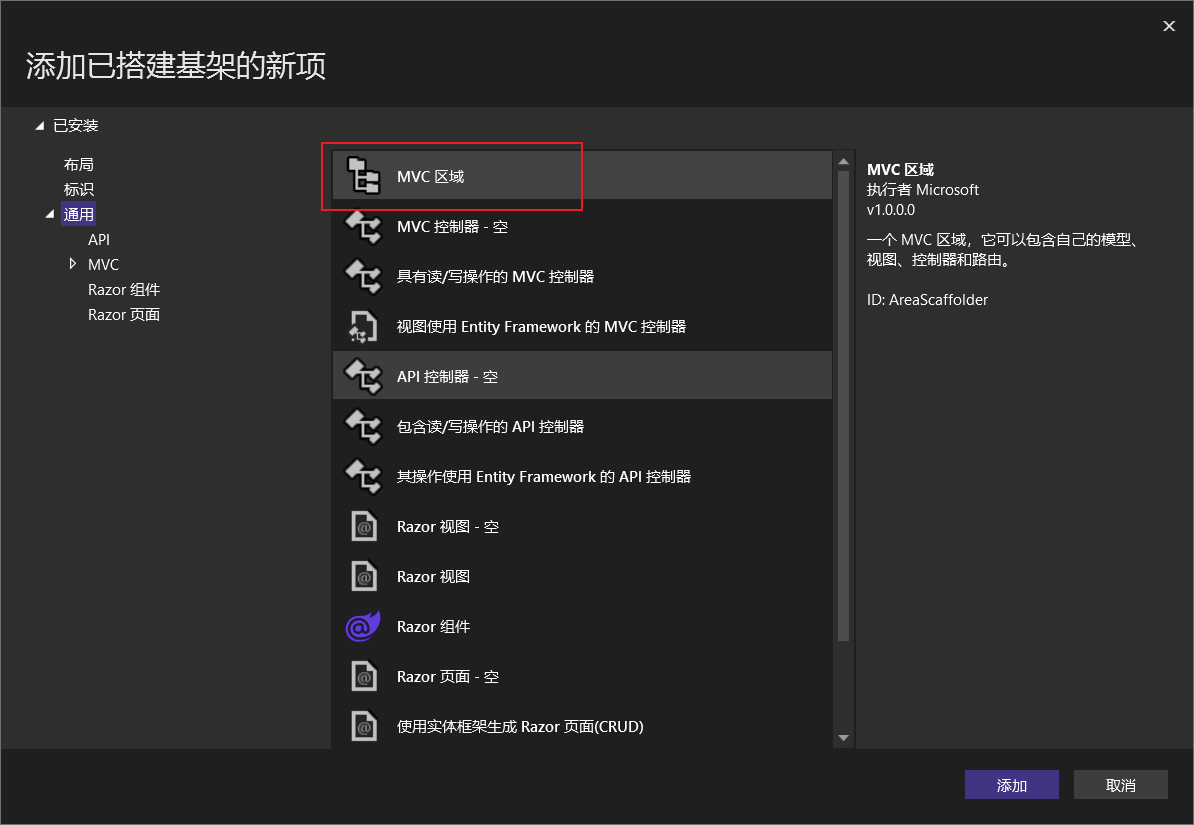 添加已搭建基架的新项
已安装
布局
标识
通用
API
MVC
Razor 组件
Razor 页面
MVC 区域
MVC 控制器 - 空
具有读/写操作的 MVC 控制器
视图使用 Entity Framework 的 MVC 控制器
API 控制器 - 空
包含读/写操作的 API 控制器
其操作使用 Entity Framework 的 API 控制器
Razor 视图 - 空
Razor 视图
Razor 组件
Razor 页面 - 空
使用实体框架生成 Razor 页面(CRUD)
MVC 区域
执行者 Microsoft
v1.0.0.0
一个 MVC 区域，它可以包含自己的模型、
视图、控制器和路由。
ID: AreaScaffolder
添加
取消